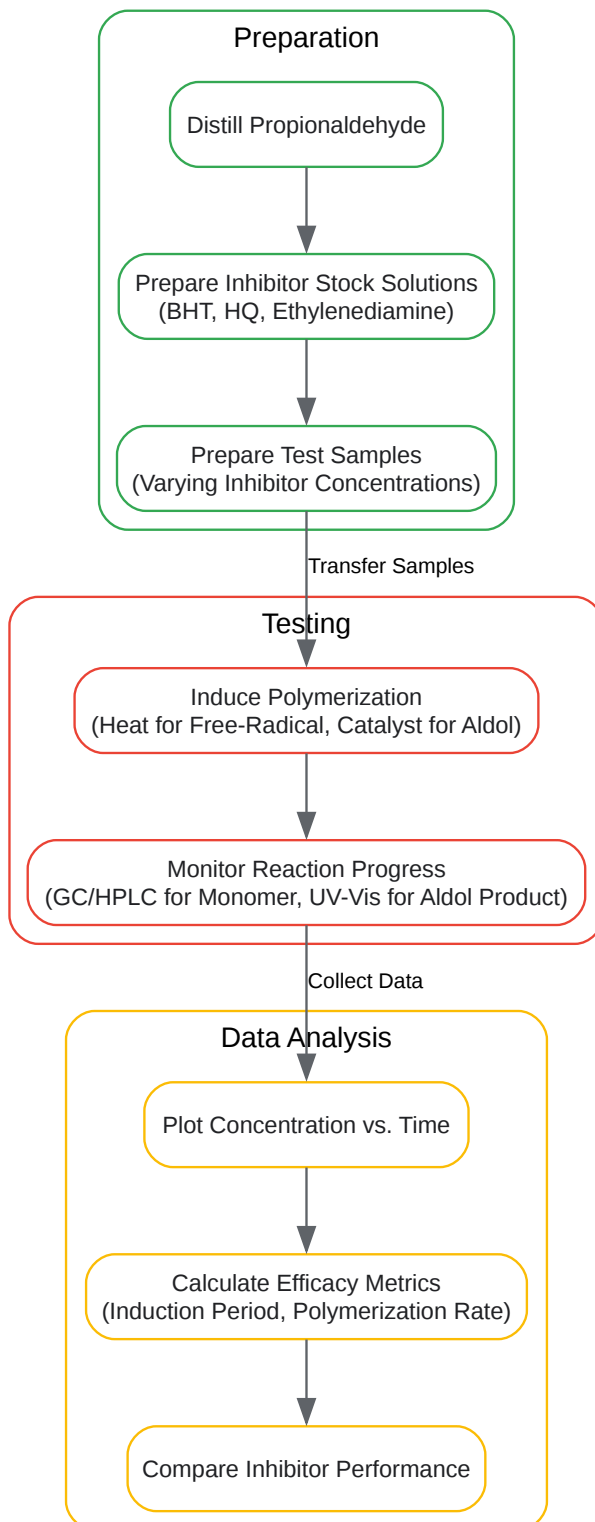 Preparation
Distill Propionaldehyde
Prepare Inhibitor Stock Solutions
(BHT, HQ, Ethylenediamine)
Prepare Test Samples
(Varying Inhibitor Concentrations)
Transfer Samples
Testing
Induce Polymerization
(Heat for Free-Radical, Catalyst for Aldol)
Monitor Reaction Progress
(GC/HPLC for Monomer, UV-Vis for Aldol Product)
Collect Data
Data Analysis
Plot Concentration vs. Time
Calculate Efficacy Metrics
(Induction Period, Polymerization Rate)
Compare Inhibitor Performance